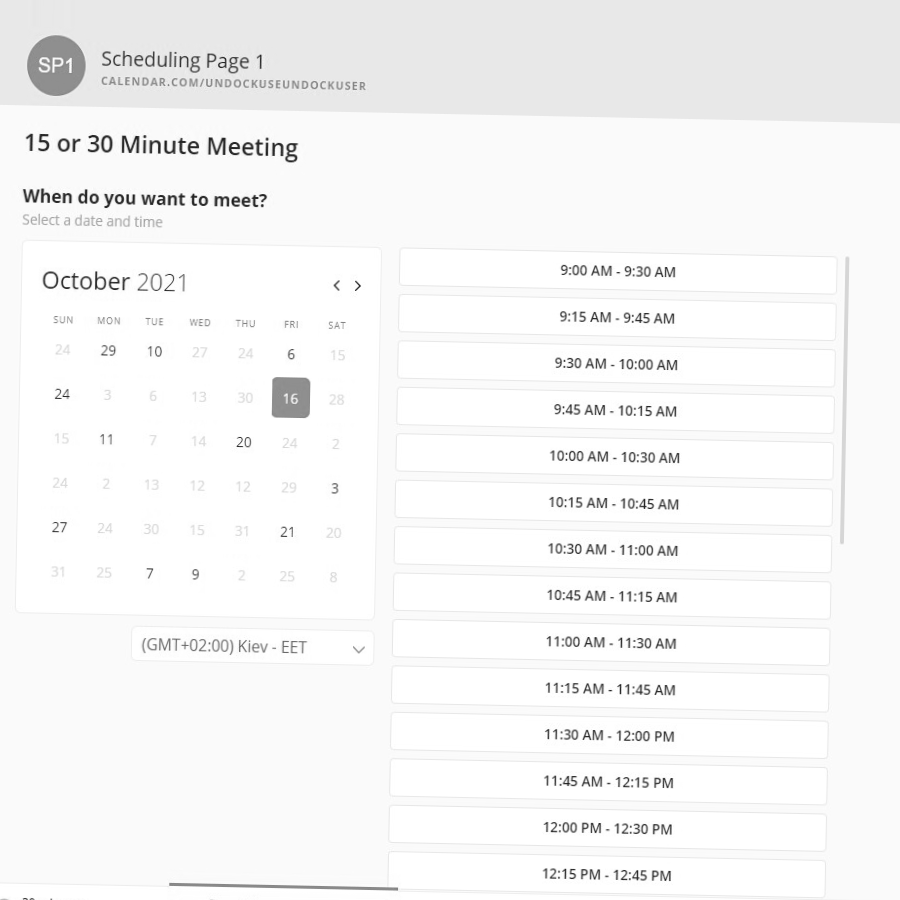 SP1
Scheduling Page 1
CALENDAR.COM/UNDOCKUSEUNDOCKUSER
15 or 30 Minute Meeting
When do you want to meet?
Select a date and time
October 2021
SUN MON TUE WED THU FRI SAT
24 29 10 27 24 6 15
24 3 6 13 30 16 28
15 11 7 14 20 24 2
24 2 13 12 12 29 3
27 24 30 15 31 21 20
31 25 7 9 2 25 8
(GMT+02:00) Kiev - EET
9:00 AM - 9:30 AM
9:15 AM - 9:45 AM
9:30 AM - 10:00 AM
9:45 AM - 10:15 AM
10:00 AM - 10:30 AM
10:15 AM - 10:45 AM
10:30 AM - 11:00 AM
10:45 AM - 11:15 AM
11:00 AM - 11:30 AM
11:15 AM - 11:45 AM
11:30 AM - 12:00 PM
11:45 AM - 12:15 PM
12:00 PM - 12:30 PM
12:15 PM - 12:45 PM